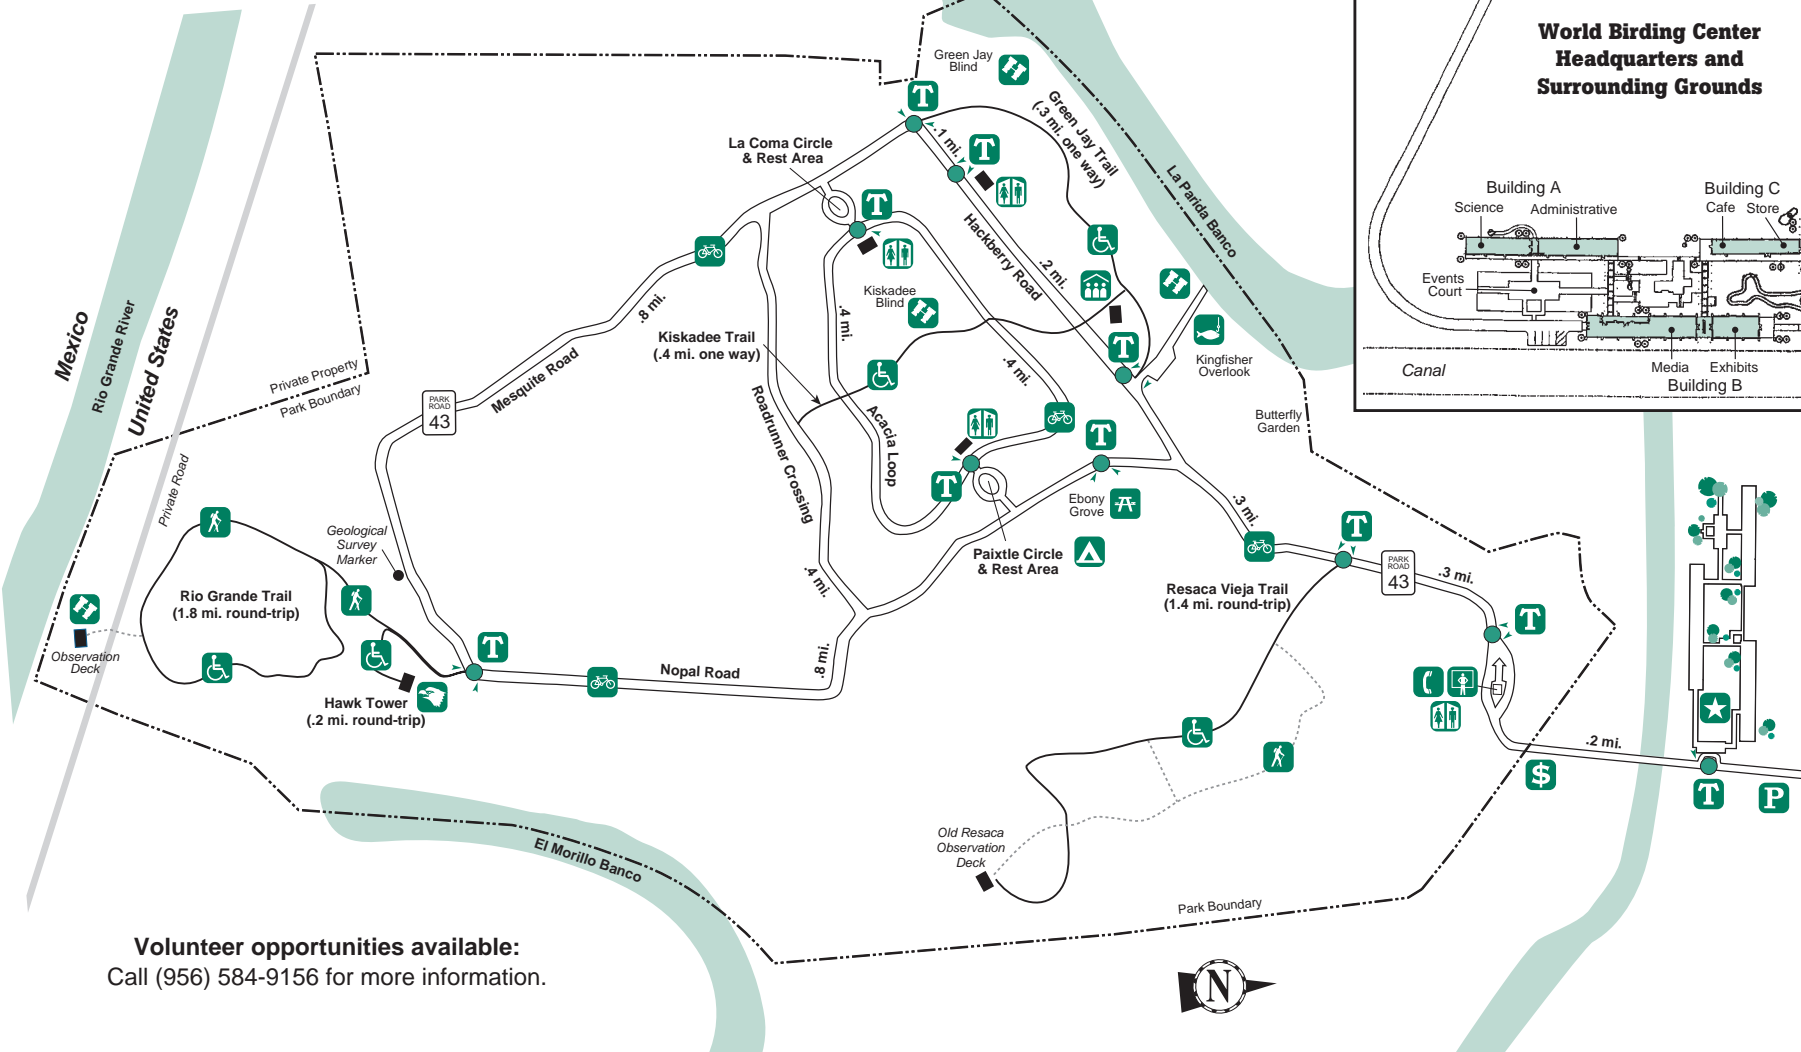 World Birding Center
Headquarters and
Surrounding Grounds
Building A
Science
Administrative
Building C
Cafe
Store
Events
Court
Media
Exhibits
Building B
Canal
Green Jay
Blind
T
Green Jay Trail
(.3 mi. one way)
.1 mi.
T
La Coma Circle
& Rest Area
T
La Parida Banco
Hackberry Road
.2 mi.
Mexico
Rio Grande River
United States
Private Property
Park Boundary
Private Road
.8 mi.
Mesquite Road
PARK
ROAD
43
Kiskadee
Blind
Kiskadee Trail
(.4 mi. one way)
.4 mi.
.4 mi.
T
Kingfisher
Overlook
Butterfly
Garden
Roadrunner Crossing
Acacia Loop
T
T
Ebony
Grove
Paixtle Circle
& Rest Area
.4 mi.
.3 mi.
T
PARK
ROAD
43
.3 mi.
Resaca Vieja Trail
(1.4 mi. round-trip)
T
Geological
Survey
Marker
Rio Grande Trail
(1.8 mi. round-trip)
Observation
Deck
T
Hawk Tower
(.2 mi. round-trip)
Nopal Road
.8 mi.
.2 mi.
$
T
P
Old Resaca
Observation
Deck
El Morillo Banco
Park Boundary
Volunteer opportunities available:
Call (956) 584-9156 for more information.
N